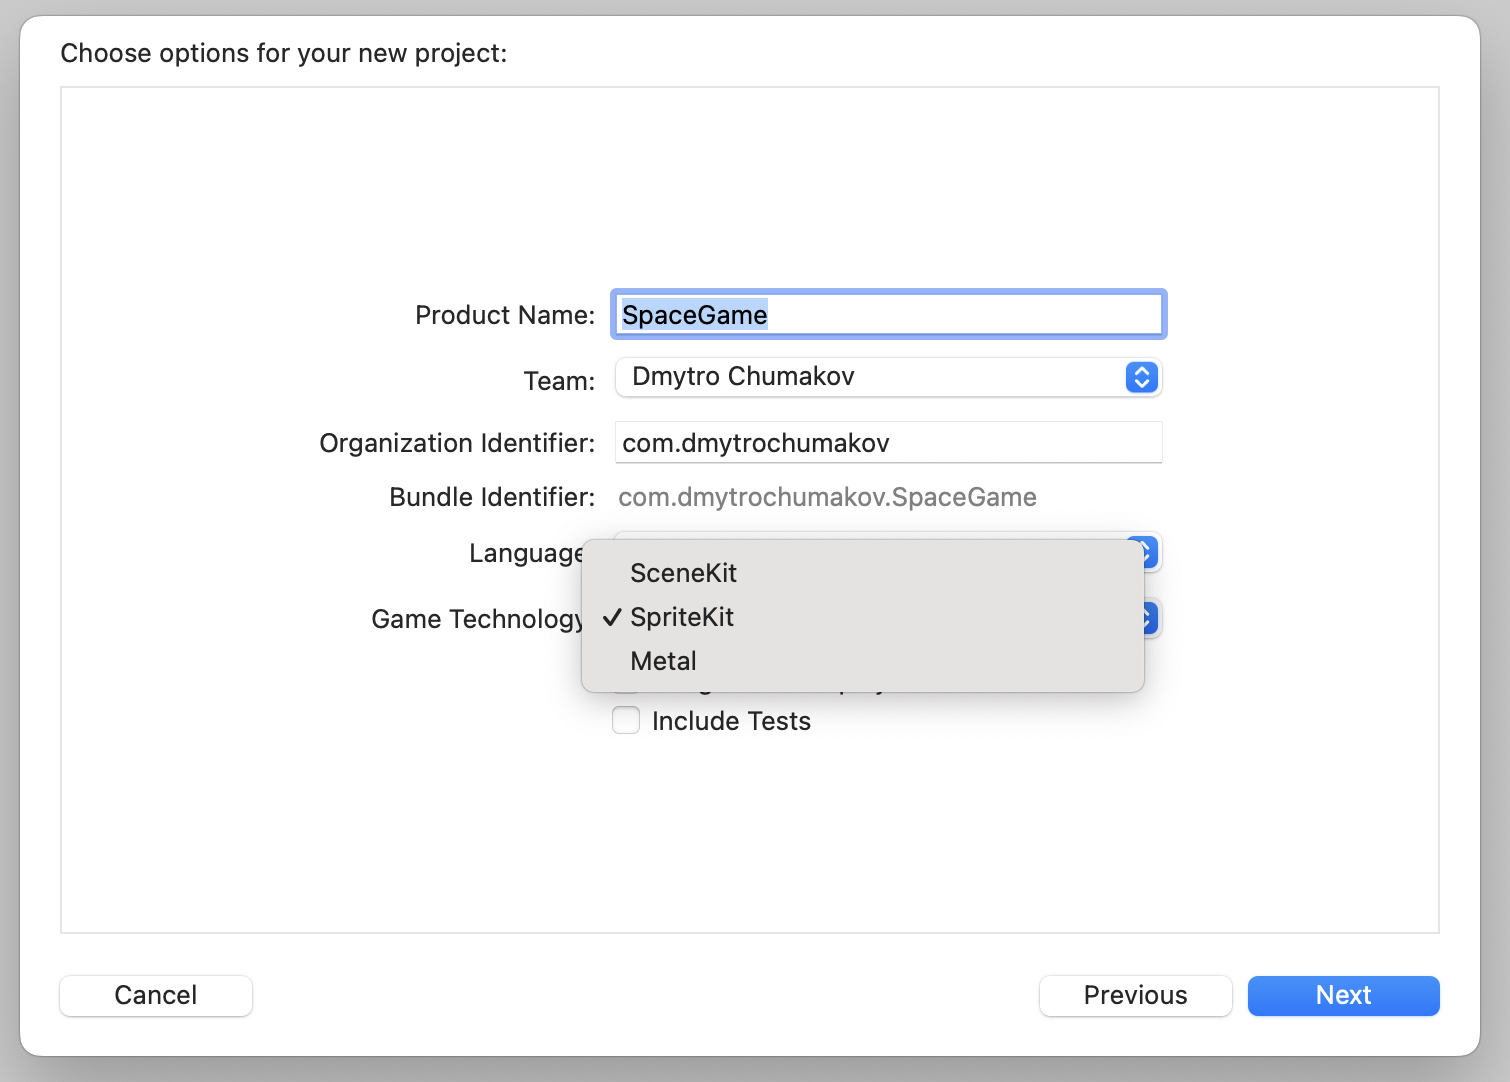 Choose options for your new project:
Product Name: SpaceGame
Team: Dmytro Chumakov
Organization Identifier: com.dmytrochumakov
Bundle Identifier: com.dmytrochumakov.SpaceGame
Language
SceneKit
Game Technology ✓ SpriteKit
Metal
Include Tests
Cancel Previous Next